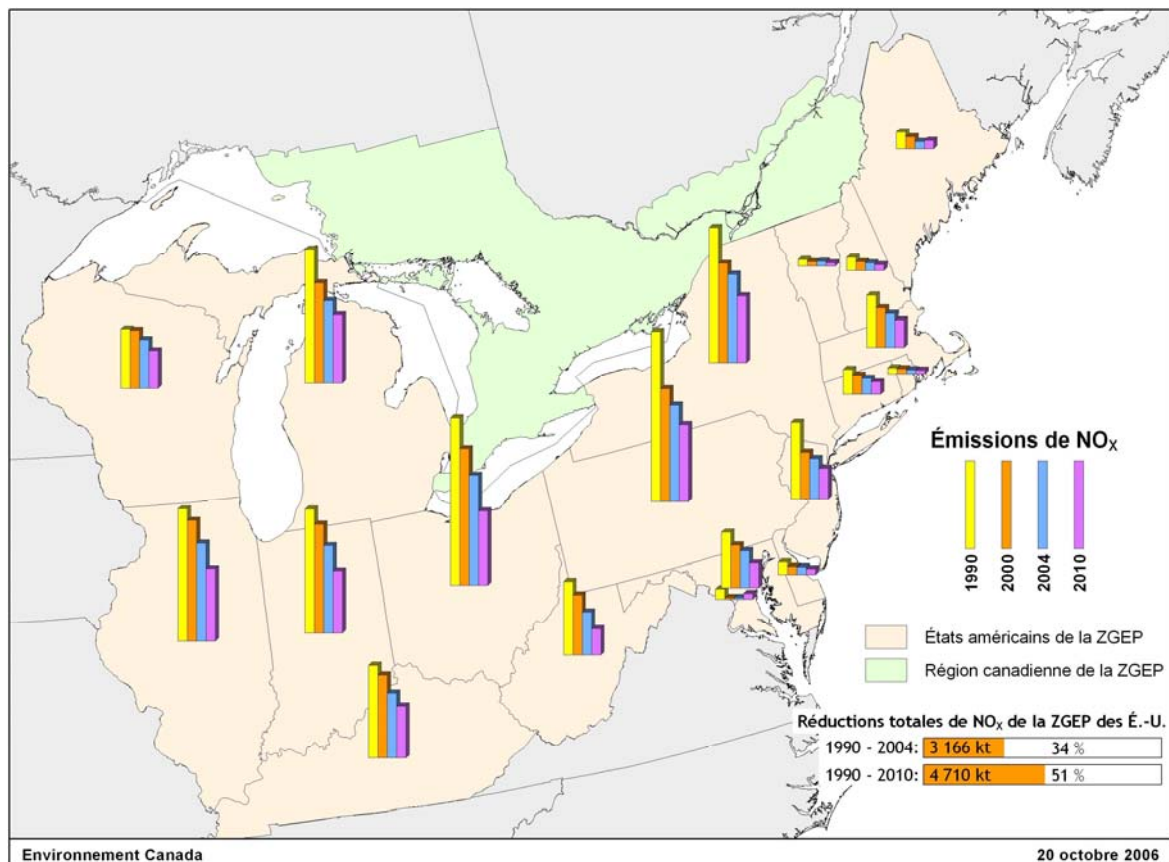 Émissions de NOX
1990
2000
2004
2010
États américains de la ZGEP
Région canadienne de la ZGEP
Réductions totales de NOX de la ZGEP des É.-U.
1990 - 2004: 3 166 kt 34 %
1990 - 2010: 4 710 kt 51 %
Environnement Canada 20 octobre 2006